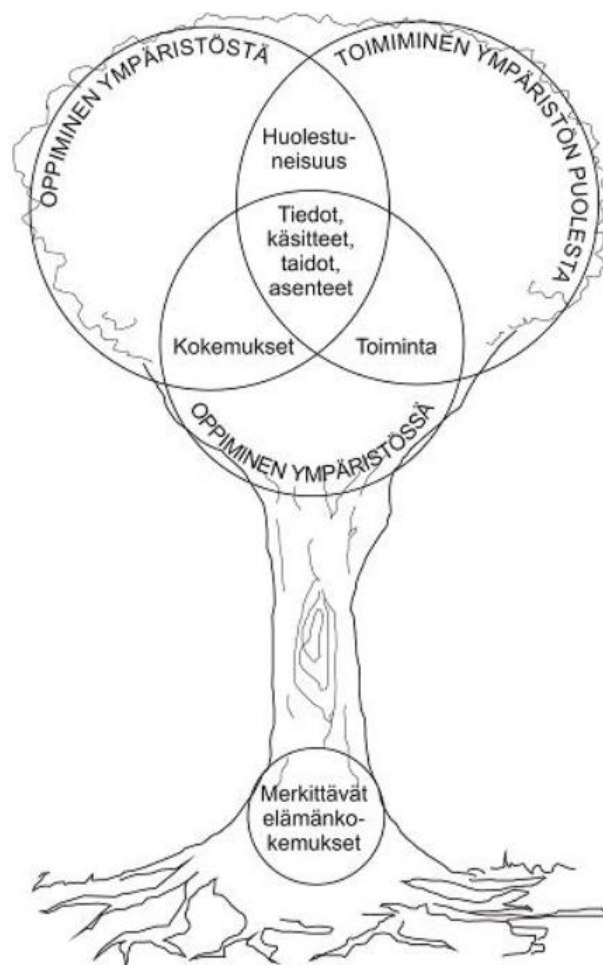 OPPIMINEN YMPÄRISTÖSTÄ
TOIMIMINEN YMPÄRISTÖN PUOLESTA
Huolestu-
neisuus
Tiedot,
käsitteet,
taidot,
asenteet
Kokemukset
Toiminta
OPPIMINEN YMPÄRISTÖSSÄ
Merkittävät
elämänko-
kemukset